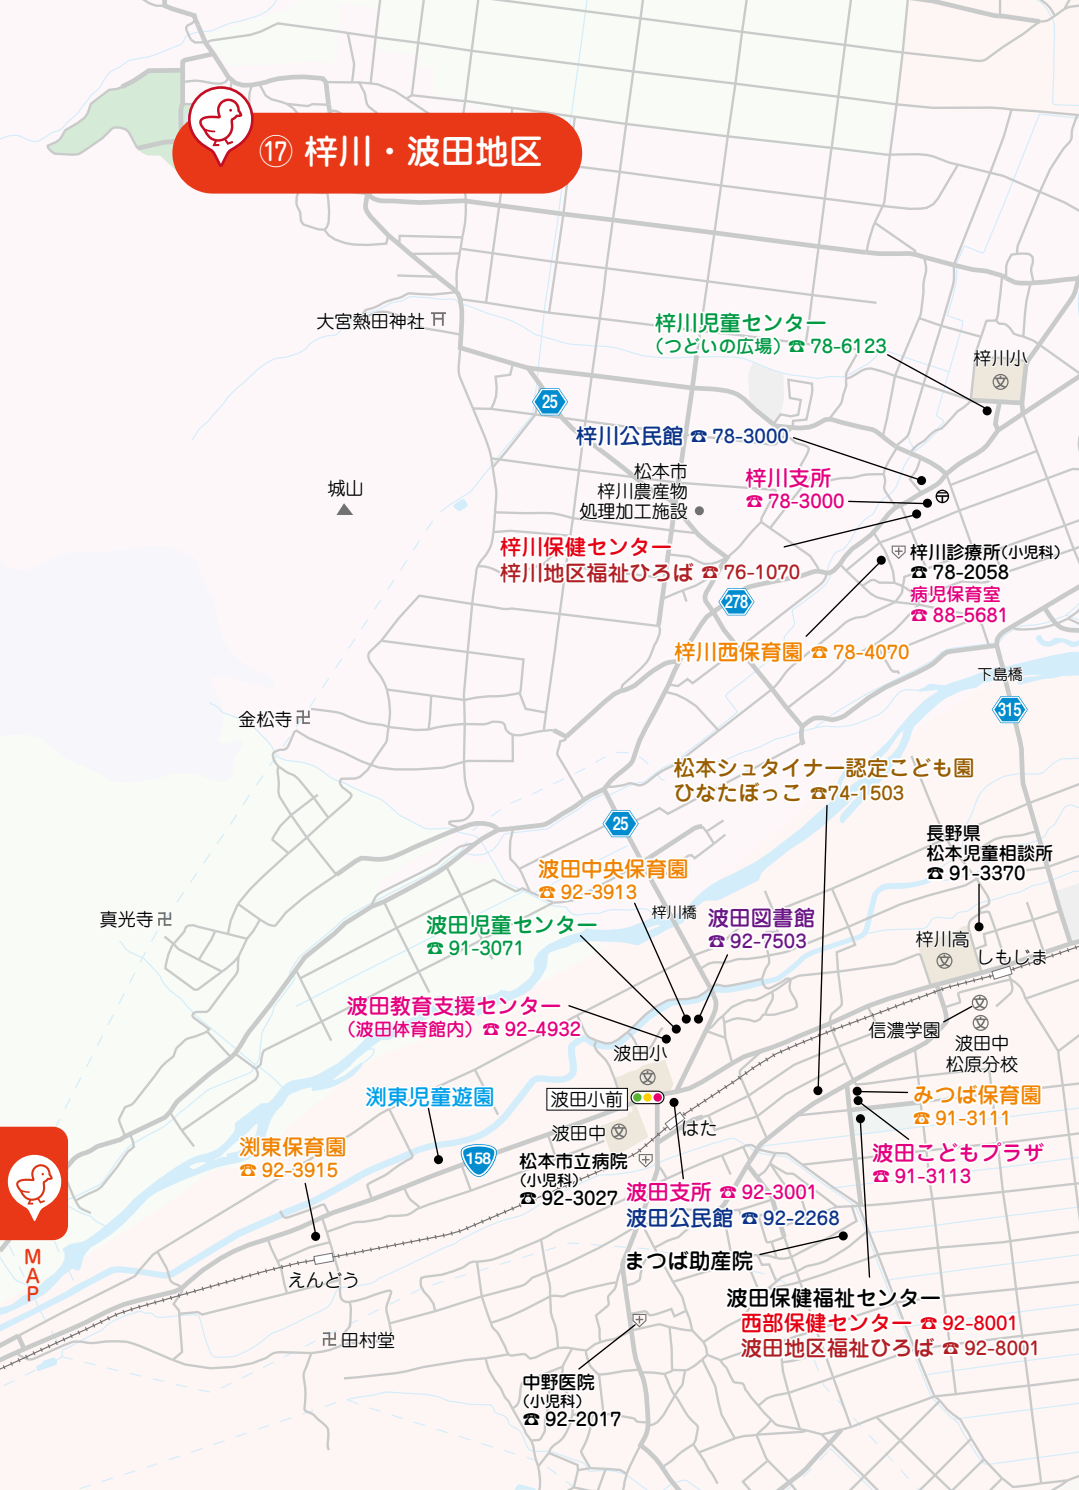 ⑰ 梓川・波田地区
大宮熱田神社
梓川児童センター
（つどいの広場）☎ 78-6123
梓川小
文
25
梓川公民館 ☎ 78-3000
松本市
梓川農産物
処理加工施設
梓川支所
☎ 78-3000
城山
梓川保健センター
梓川地区福祉ひろば ☎ 76-1070
梓川診療所(小児科)
☎ 78-2058
病児保育室
☎ 88-5681
278
梓川西保育園 ☎ 78-4070
下島橋
315
金松寺
松本シュタイナー認定こども園
ひなたぼっこ ☎74-1503
25
長野県
松本児童相談所
☎ 91-3370
波田中央保育園
☎ 92-3913
梓川橋
波田図書館
☎ 92-7503
波田児童センター
☎ 91-3071
真光寺
梓川高
文
しもじま
波田教育支援センター
（波田体育館内）☎ 92-4932
信濃学園
文
文
波田中
松原分校
波田小
文
渕東児童遊園
波田小前
みつば保育園
☎ 91-3111
はた
波田中
文
渕東保育園
☎ 92-3915
158
松本市立病院
(小児科)
☎ 92-3027
波田こどもプラザ
☎ 91-3113
波田支所 ☎ 92-3001
波田公民館 ☎ 92-2268
まつば助産院
えんどう
波田保健福祉センター
西部保健センター ☎ 92-8001
波田地区福祉ひろば ☎ 92-8001
田村堂
中野医院
(小児科)
☎ 92-2017
MAP